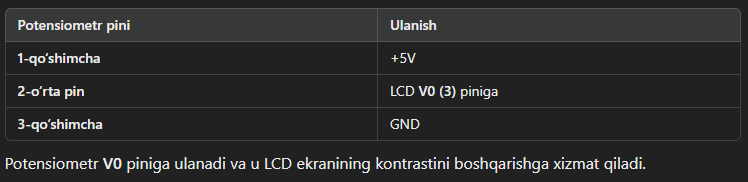 Potensiometr pini Ulanish
1-qo‘shimcha +5V
2-o‘rta pin LCD V0 (3) piniga
3-qo‘shimcha GND
Potensiometr V0 piniga ulanadi va u LCD ekranining kontrastini boshqarishga xizmat qiladi.